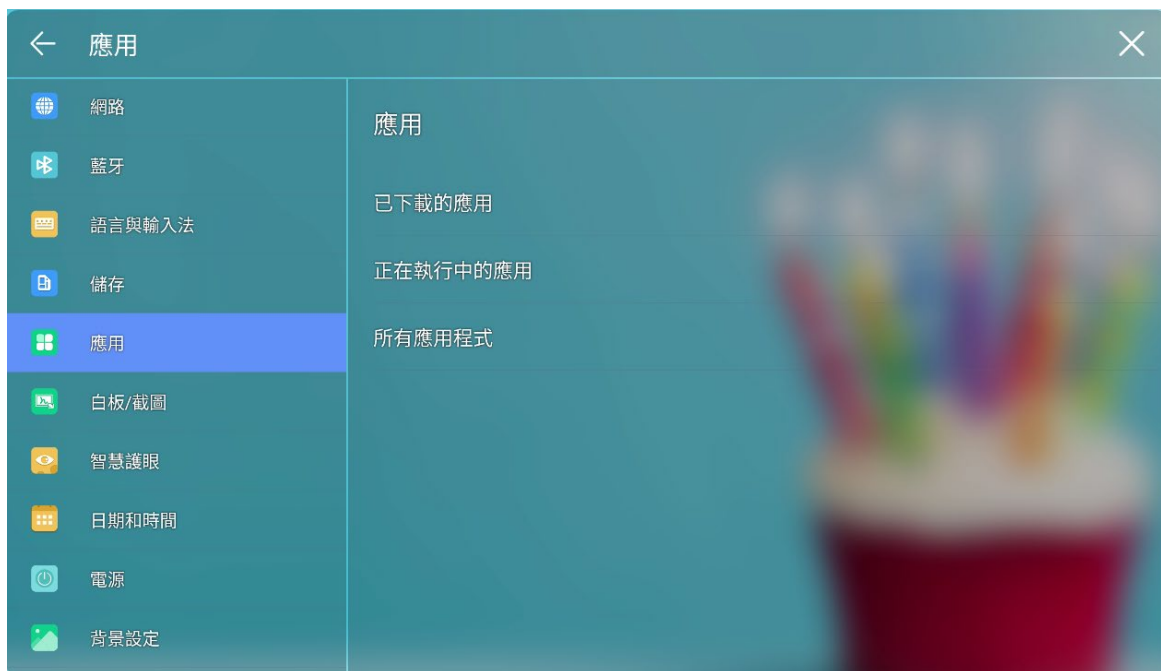 應用
網路
藍牙
語言與輸入法
儲存
應用
白板/截圖
智慧護眼
日期和時間
電源
背景設定
應用
已下載的應用
正在執行中的應用
所有應用程式